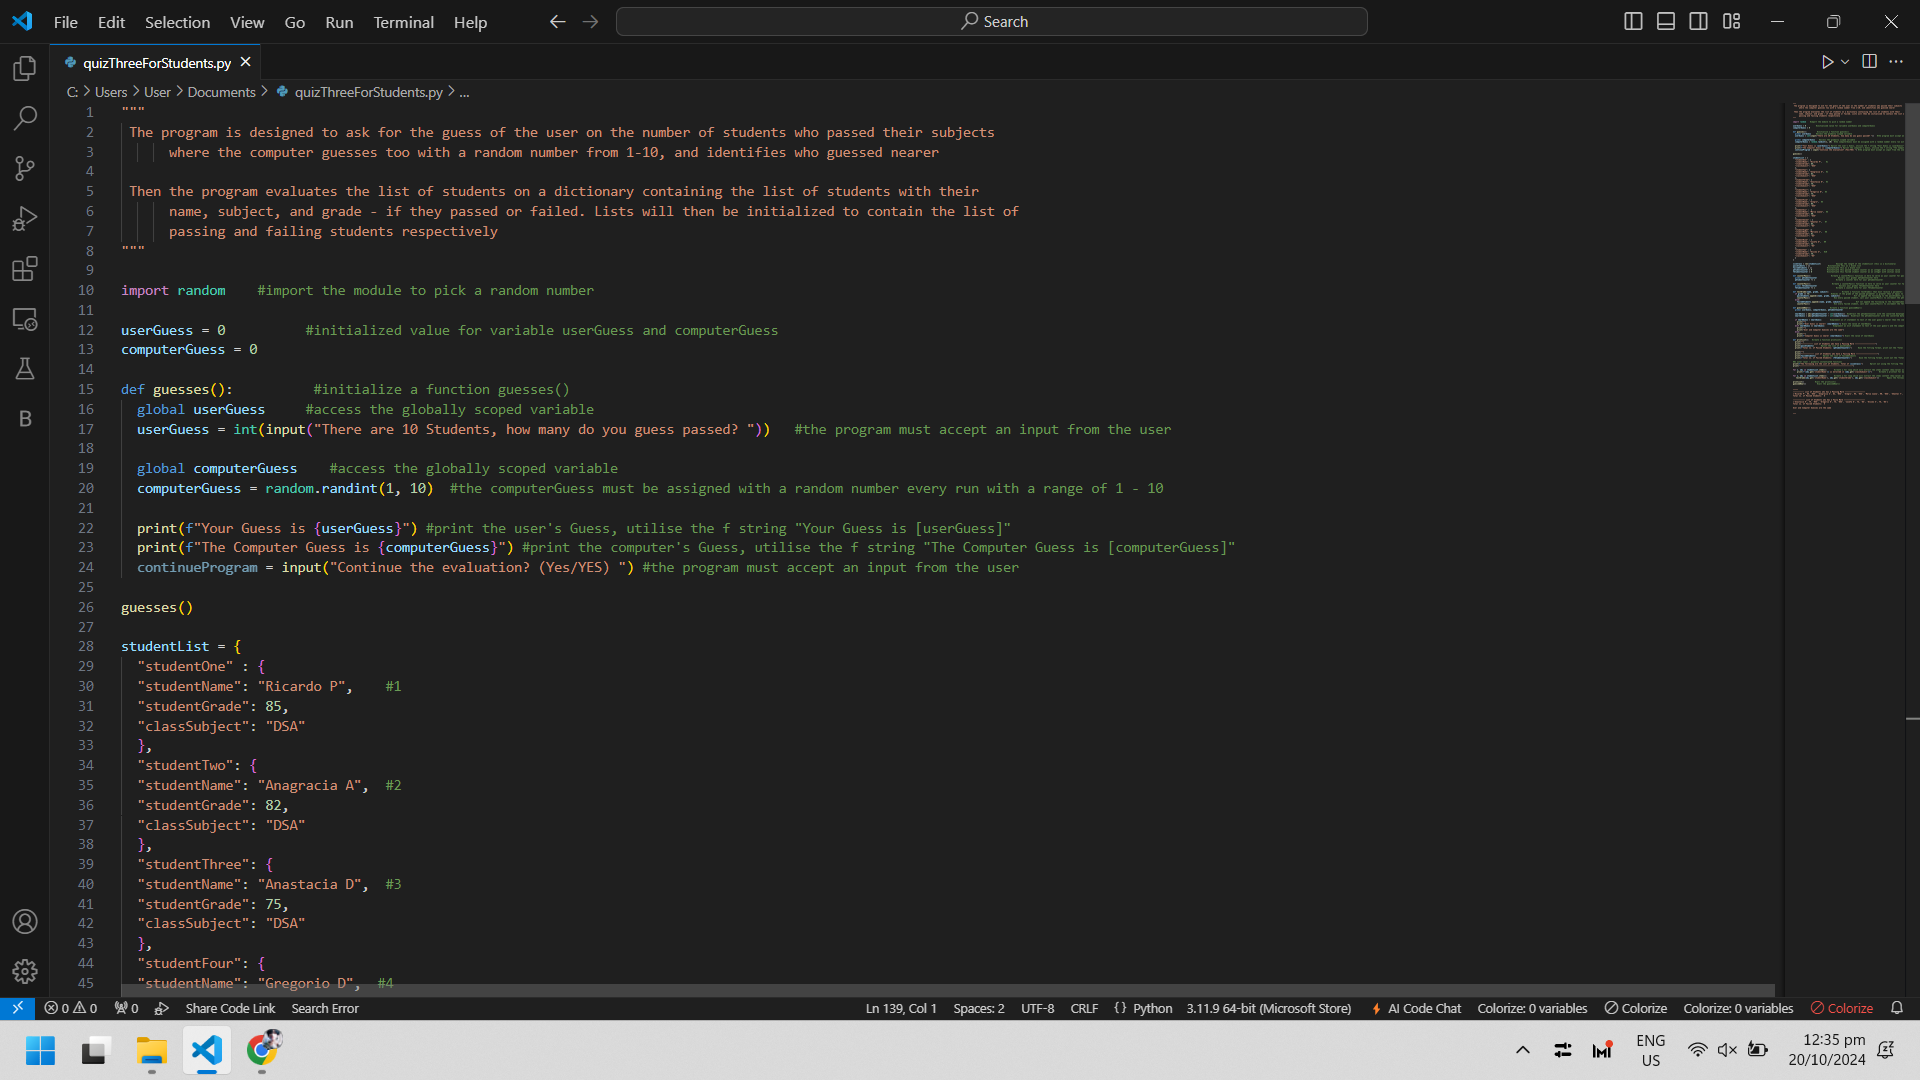 File Edit Selection View Go Run Terminal Help Search
quizThreeForStudents.py
C: > Users > User > Documents > quizThreeForStudents.py > ...
1 """
2 The program is designed to ask for the guess of the user on the number of students who passed their subjects
3 where the computer guesses too with a random number from 1-10, and identifies who guessed nearer
4
5 Then the program evaluates the list of students on a dictionary containing the list of students with their
6 name, subject, and grade - if they passed or failed. Lists will then be initialized to contain the list of
7 passing and failing students respectively
8 """
9
10 import random #import the module to pick a random number
11
12 userGuess = 0 #initialized value for variable userGuess and computerGuess
13 computerGuess = 0
14
15 def guesses(): #initialize a function guesses()
16 global userGuess #access the globally scoped variable
17 userGuess = int(input("There are 10 Students, how many do you guess passed? ")) #the program must accept an input from the user
18
19 global computerGuess #access the globally scoped variable
20 computerGuess = random.randint(1, 10) #the computerGuess must be assigned with a random number every run with a range of 1 - 10
21
22 print(f"Your Guess is {userGuess}") #print the user's Guess, utilise the f string "Your Guess is [userGuess]"
23 print(f"The Computer Guess is {computerGuess}") #print the computer's Guess, utilise the f string "The Computer Guess is [computerGuess]"
24 continueProgram = input("Continue the evaluation? (Yes/YES) ") #the program must accept an input from the user
25
26 guesses()
27
28 studentList = {
29 "studentOne" : {
30 "studentName": "Ricardo P", #1
31 "studentGrade": 85,
32 "classSubject": "DSA"
33 },
34 "studentTwo": {
35 "studentName": "Anagracia A", #2
36 "studentGrade": 82,
37 "classSubject": "DSA"
38 },
39 "studentThree": {
40 "studentName": "Anastacia D", #3
41 "studentGrade": 75,
42 "classSubject": "DSA"
43 },
44 "studentFour": {
45 "studentName": "Gregorio D", #4
0 0 0 Share Code Link Search Error Ln 139, Col 1 Spaces: 2 UTF-8 CRLF {} Python 3.11.9 64-bit (Microsoft Store) AI Code Chat Colorize: 0 variables Colorize Colorize: 0 variables Colorize
ENG 12:35 pm
US 20/10/2024